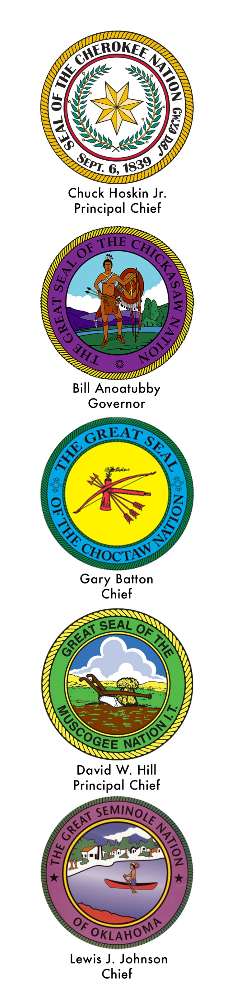 SEAL OF THE CHEROKEE NATION
ᏣᎳᎩᎯ ᎠᏰᎵ
SEPT. 6, 1839
Chuck Hoskin Jr.
Principal Chief
THE GREAT SEAL OF THE CHICKASAW NATION
Bill Anoatubby
Governor
THE GREAT SEAL
OF THE CHOCTAW NATION
Gary Batton
Chief
GREAT SEAL OF THE
MUSCOGEE NATION I.T.
David W. Hill
Principal Chief
THE GREAT SEMINOLE NATION
OF OKLAHOMA
Lewis J. Johnson
Chief